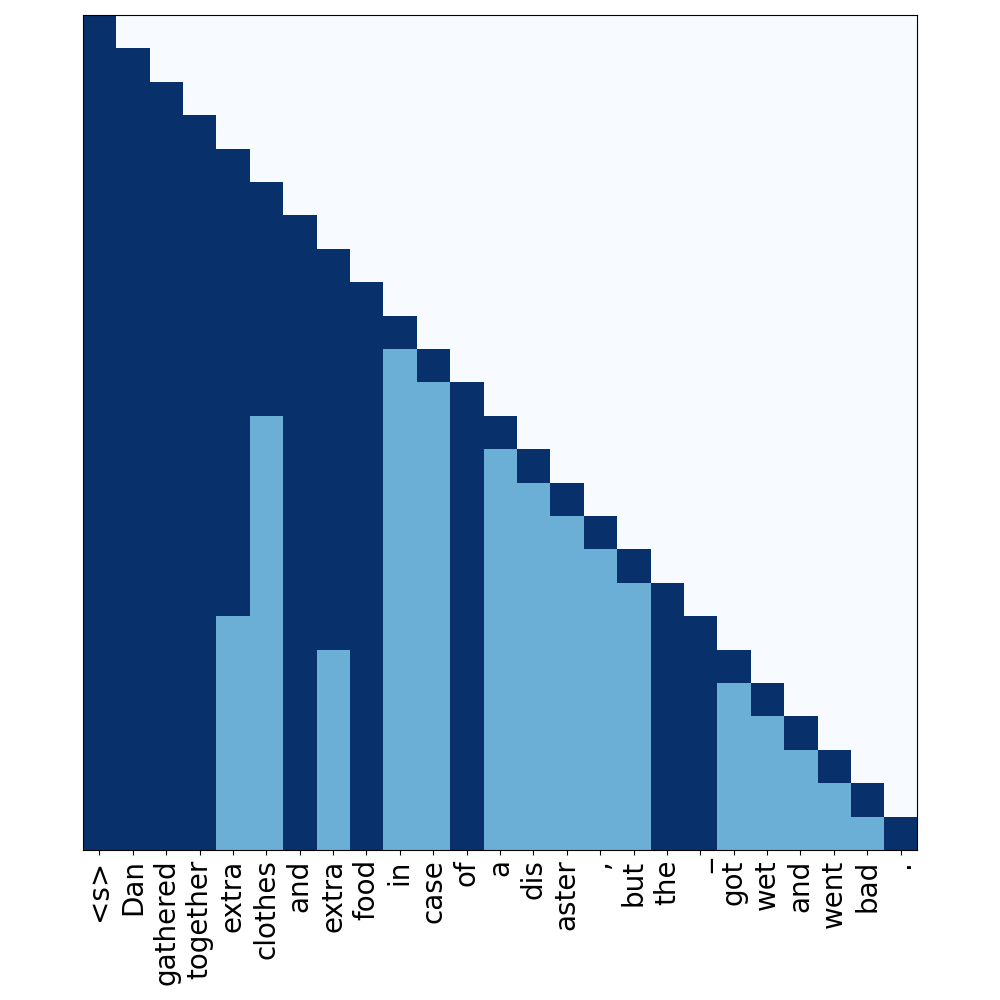 <s> Dan gathered together extra clothes and extra food in case of a dis aster , but the _ got wet and went bad .